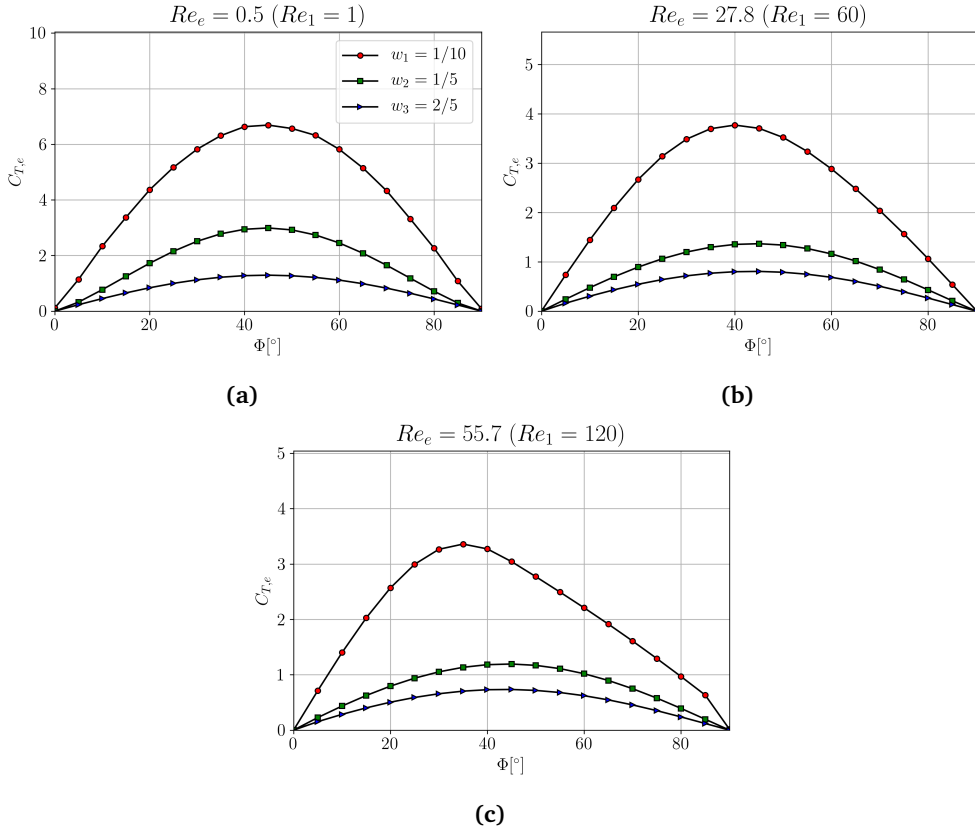 Re_e = 0.5 (Re_1 = 1)
10
8
6
4
2
0
C_{T,e}
w_1 = 1/10
w_2 = 1/5
w_3 = 2/5
0 20 40 60 80
Φ[°]
(a)
Re_e = 27.8 (Re_1 = 60)
5
4
3
2
1
0
C_{T,e}
0 20 40 60 80
Φ[°]
(b)
Re_e = 55.7 (Re_1 = 120)
5
4
3
2
1
0
C_{T,e}
0 20 40 60 80
Φ[°]
(c)